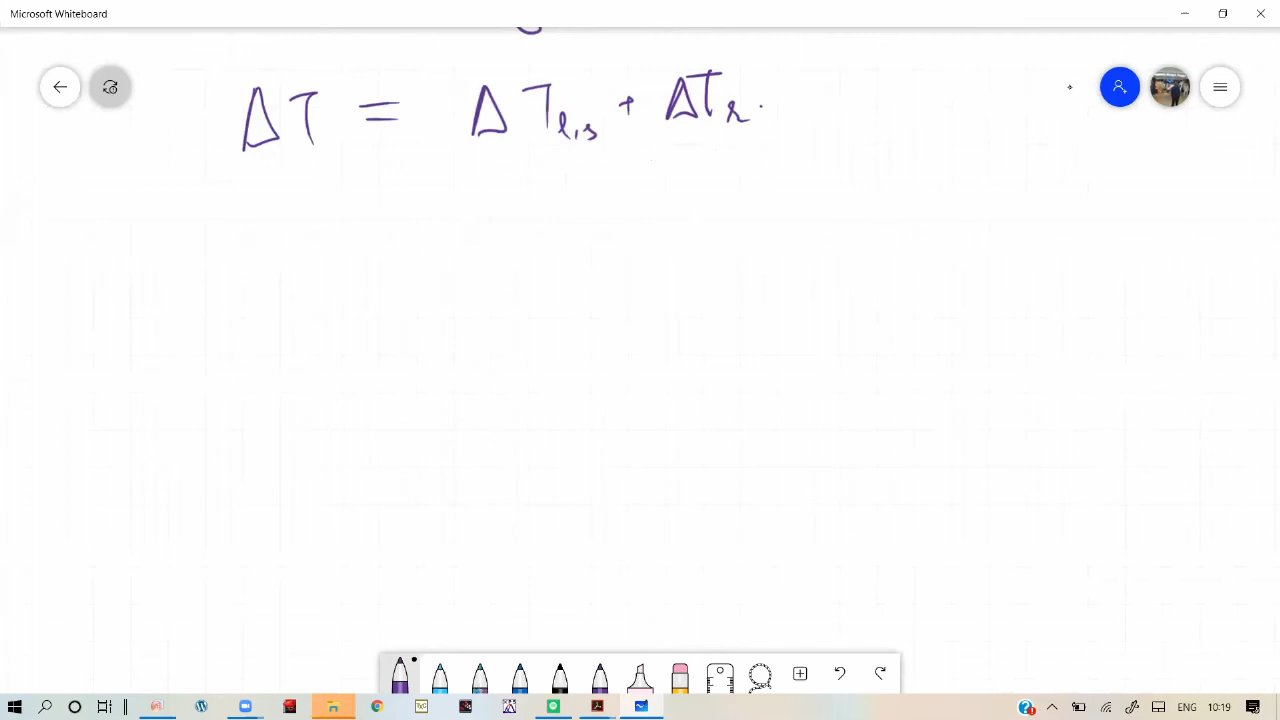 Microsoft Whiteboard
ΔT = ΔT_{l,s} + ΔT_r.
ENG 10:19